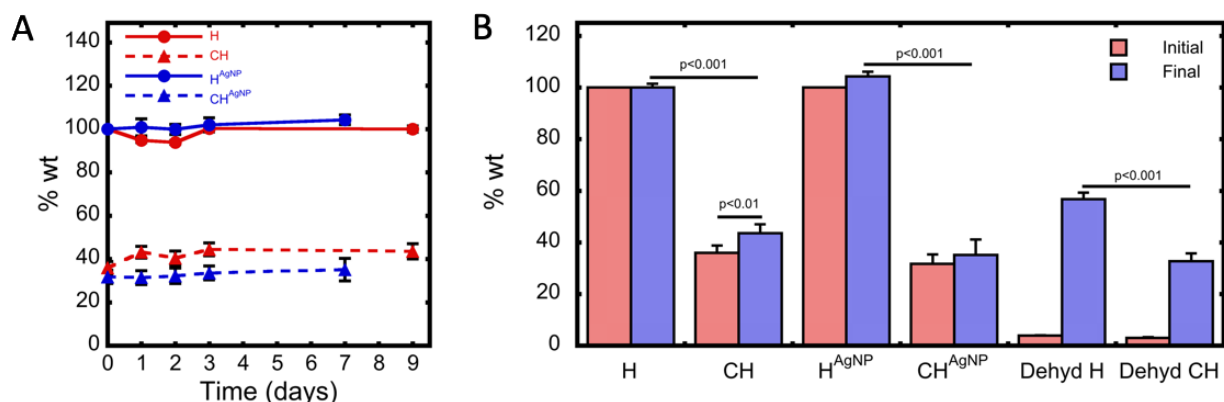 A
140
120
100
80
60
40
20
0
% wt
H
CH
H^AgNP
CH^AgNP
0 1 2 3 4 5 6 7 8 9
Time (days)
B
120
100
80
60
40
20
0
% wt
Initial
Final
p<0.001
p<0.001
p<0.01
p<0.001
H CH H^AgNP CH^AgNP Dehyd H Dehyd CH